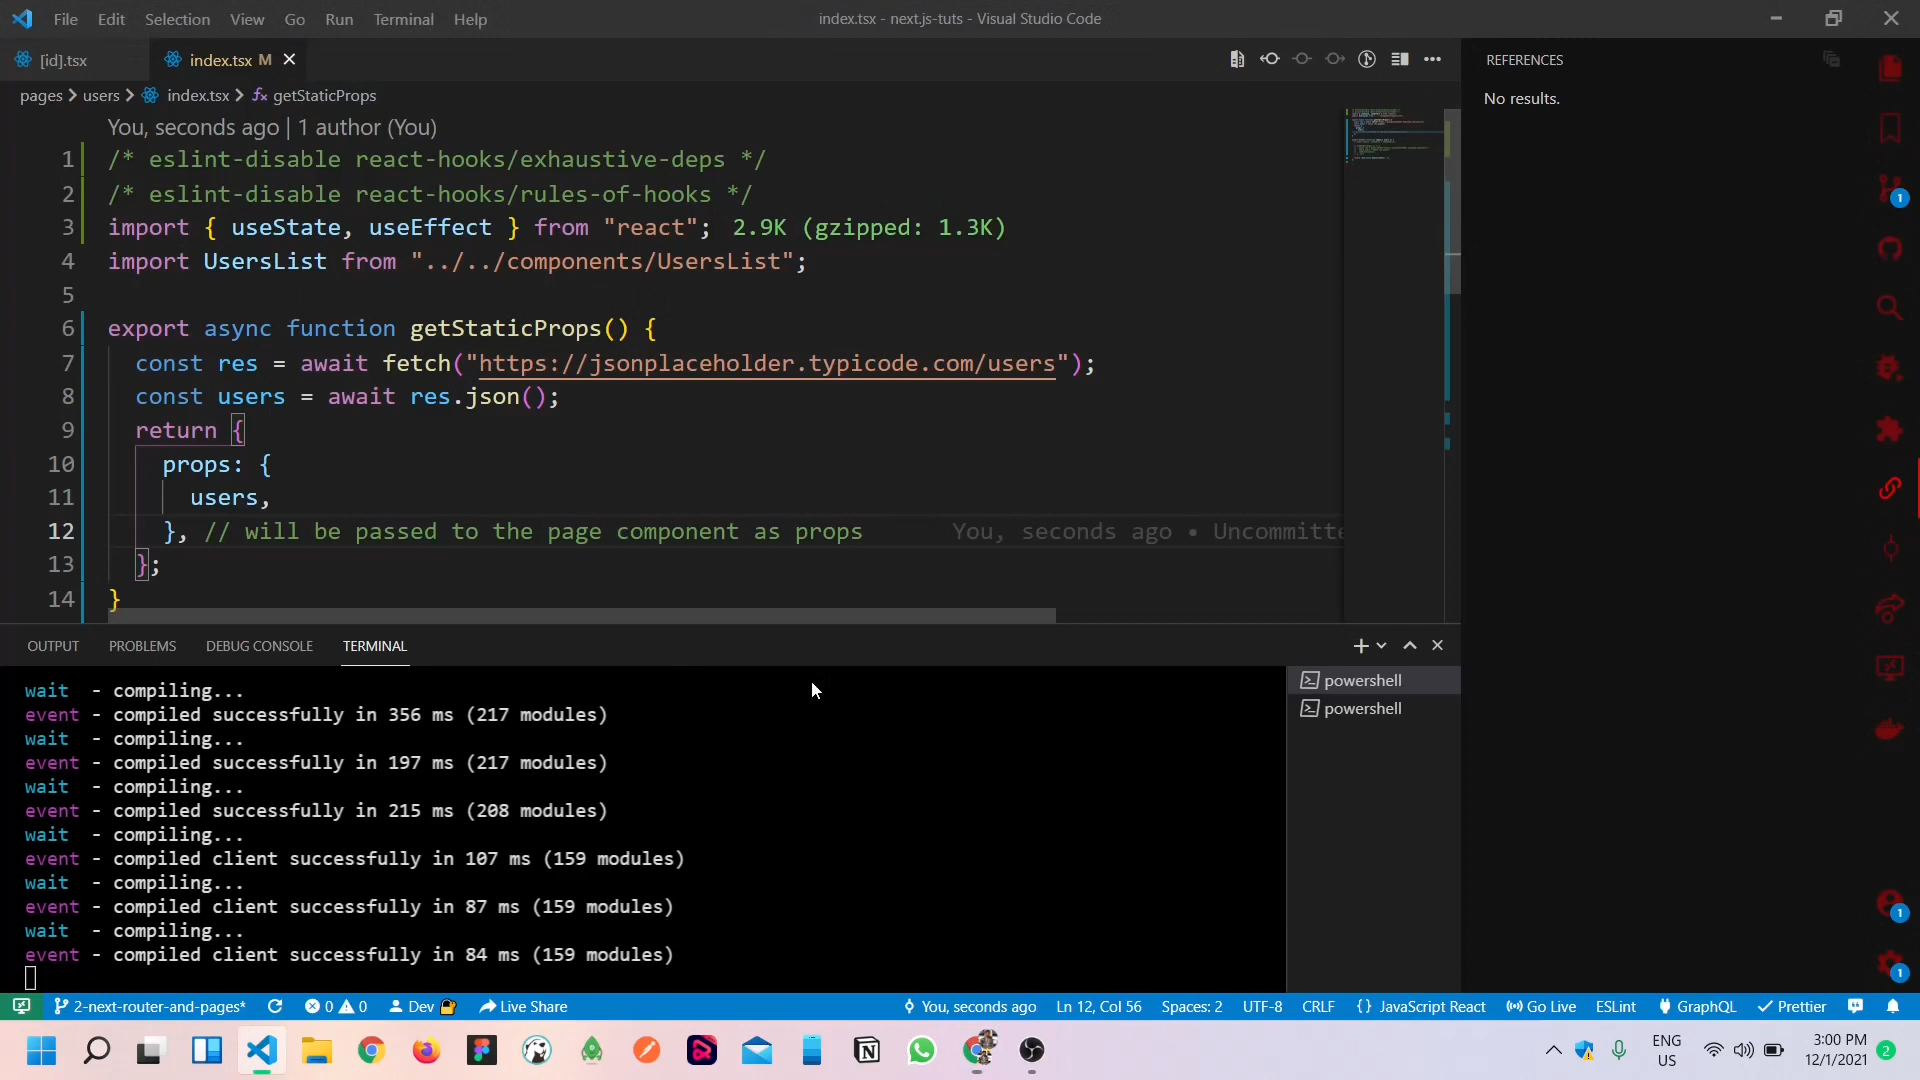 File Edit Selection View Go Run Terminal Help
index.tsx - next.js-tuts - Visual Studio Code
[id].tsx
index.tsx M
REFERENCES
No results.
pages users index.tsx getStaticProps
You, seconds ago | 1 author (You)
1 /* eslint-disable react-hooks/exhaustive-deps */
2 /* eslint-disable react-hooks/rules-of-hooks */
3 import { useState, useEffect } from "react"; 2.9K (gzipped: 1.3K)
4 import UsersList from "../../components/UsersList";
5
6 export async function getStaticProps() {
7 const res = await fetch("https://jsonplaceholder.typicode.com/users");
8 const users = await res.json();
9 return {
10 props: {
11 users,
12 }, // will be passed to the page component as props You, seconds ago • Uncommitte
13 };
14 }
OUTPUT PROBLEMS DEBUG CONSOLE TERMINAL
powershell
powershell
wait - compiling...
event - compiled successfully in 356 ms (217 modules)
wait - compiling...
event - compiled successfully in 197 ms (217 modules)
wait - compiling...
event - compiled successfully in 215 ms (208 modules)
wait - compiling...
event - compiled client successfully in 107 ms (159 modules)
wait - compiling...
event - compiled client successfully in 87 ms (159 modules)
wait - compiling...
event - compiled client successfully in 84 ms (159 modules)
1
1
1
2-next-router-and-pages* 0 0 Dev Live Share You, seconds ago Ln 12, Col 56 Spaces: 2 UTF-8 CRLF {} JavaScript React Go Live ESLint GraphQL Prettier
ENG
US
3:00 PM
12/1/2021
2